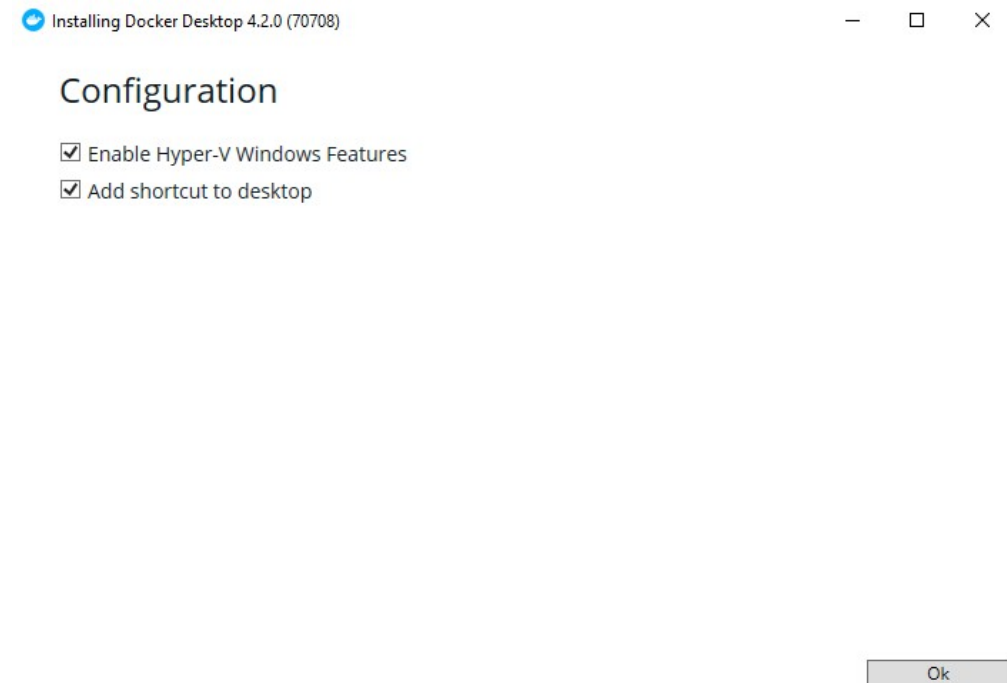 Installing Docker Desktop 4.2.0 (70708)
Configuration
Enable Hyper-V Windows Features
Add shortcut to desktop
Ok